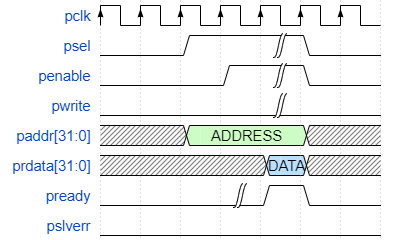 pclk
psel
penable
pwrite
paddr[31:0] ADDRESS
prdata[31:0] DATA
pready
pslverr